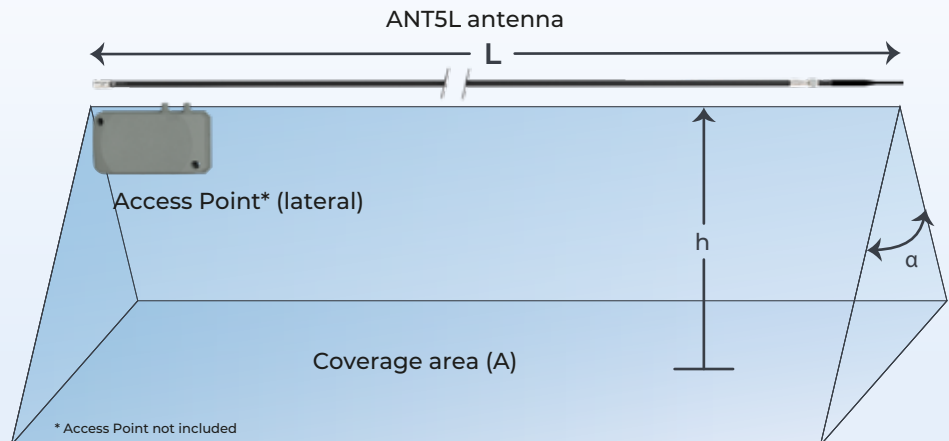 ANT5L antenna
L
Access Point* (lateral)
h
α
Coverage area (A)
* Access Point not included